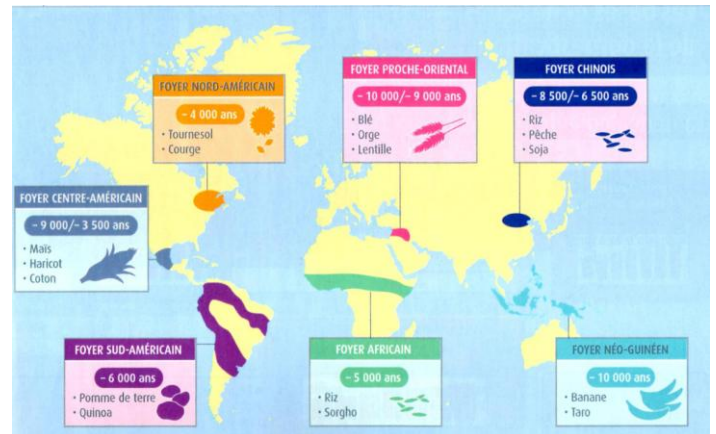 FOYER NORD-AMÉRICAIN
– 4 000 ans
• Tournesol
• Courge
FOYER PROCHE-ORIENTAL
– 10 000/– 9 000 ans
• Blé
• Orge
• Lentille
FOYER CHINOIS
– 8 500/– 6 500 ans
• Riz
• Pêche
• Soja
FOYER CENTRE-AMÉRICAIN
– 9 000/– 3 500 ans
• Maïs
• Haricot
• Coton
FOYER SUD-AMÉRICAIN
– 6 000 ans
• Pomme de terre
• Quinoa
FOYER AFRICAIN
– 5 000 ans
• Riz
• Sorgho
FOYER NÉO-GUINÉEN
– 10 000 ans
• Banane
• Taro